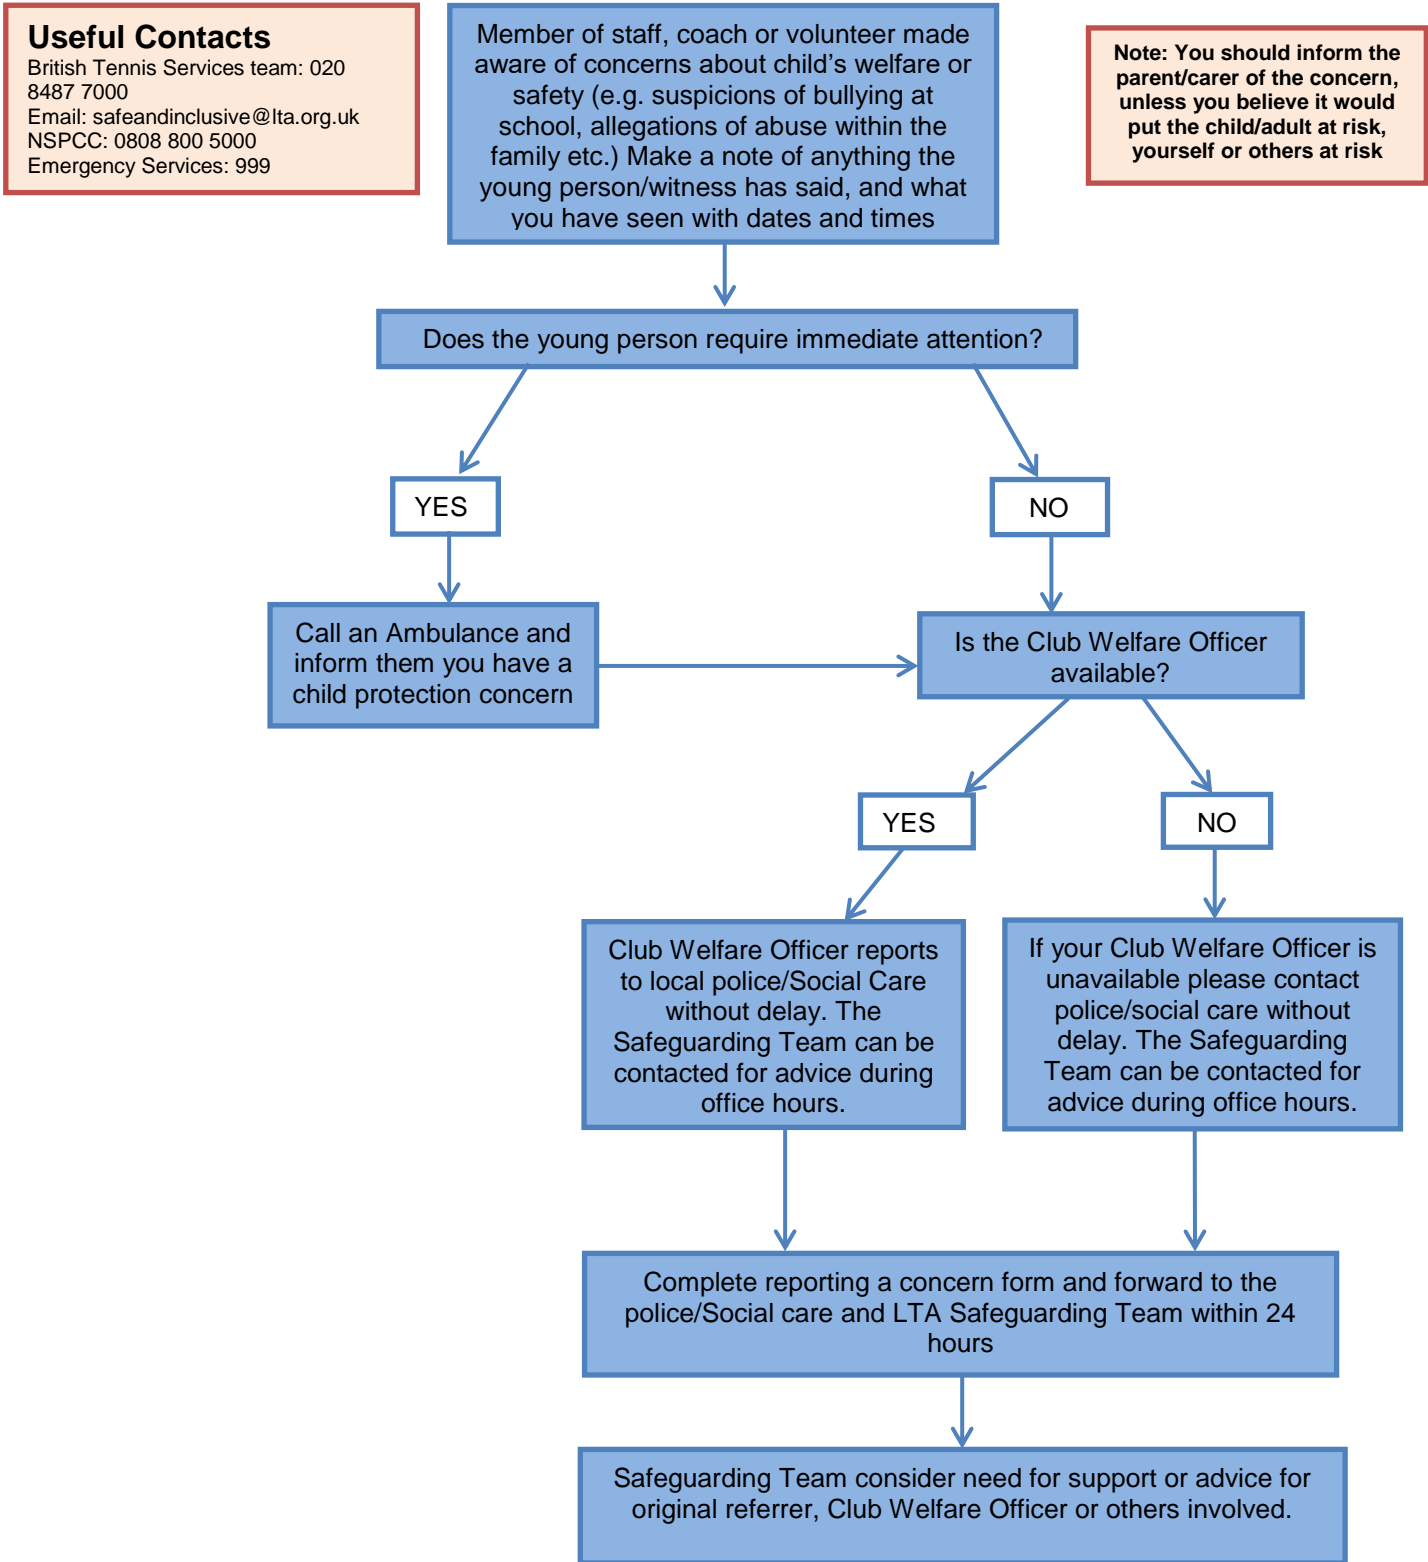 Useful Contacts
British Tennis Services team: 020
8487 7000
Email: safeandinclusive@lta.org.uk
NSPCC: 0808 800 5000
Emergency Services: 999
Member of staff, coach or volunteer made
aware of concerns about child's welfare or
safety (e.g. suspicions of bullying at
school, allegations of abuse within the
family etc.) Make a note of anything the
young person/witness has said, and what
you have seen with dates and times
Note: You should inform the
parent/carer of the concern,
unless you believe it would
put the child/adult at risk,
yourself or others at risk
Does the young person require immediate attention?
YES
NO
Call an Ambulance and
inform them you have a
child protection concern
Is the Club Welfare Officer
available?
YES
NO
Club Welfare Officer reports
to local police/Social Care
without delay. The
Safeguarding Team can be
contacted for advice during
office hours.
If your Club Welfare Officer is
unavailable please contact
police/social care without
delay. The Safeguarding
Team can be contacted for
advice during office hours.
Complete reporting a concern form and forward to the
police/Social care and LTA Safeguarding Team within 24
hours
Safeguarding Team consider need for support or advice for
original referrer, Club Welfare Officer or others involved.